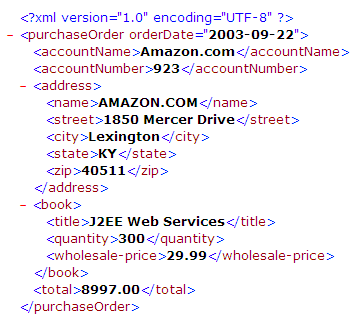 <?xml version="1.0" encoding="UTF-8" ?>
- <purchaseOrder orderDate="2003-09-22">
<accountName>Amazon.com</accountName>
<accountNumber>923</accountNumber>
- <address>
<name>AMAZON.COM</name>
<street>1850 Mercer Drive</street>
<city>Lexington</city>
<state>KY</state>
<zip>40511</zip>
</address>
- <book>
<title>J2EE Web Services</title>
<quantity>300</quantity>
<wholesale-price>29.99</wholesale-price>
</book>
<total>8997.00</total>
</purchaseOrder>